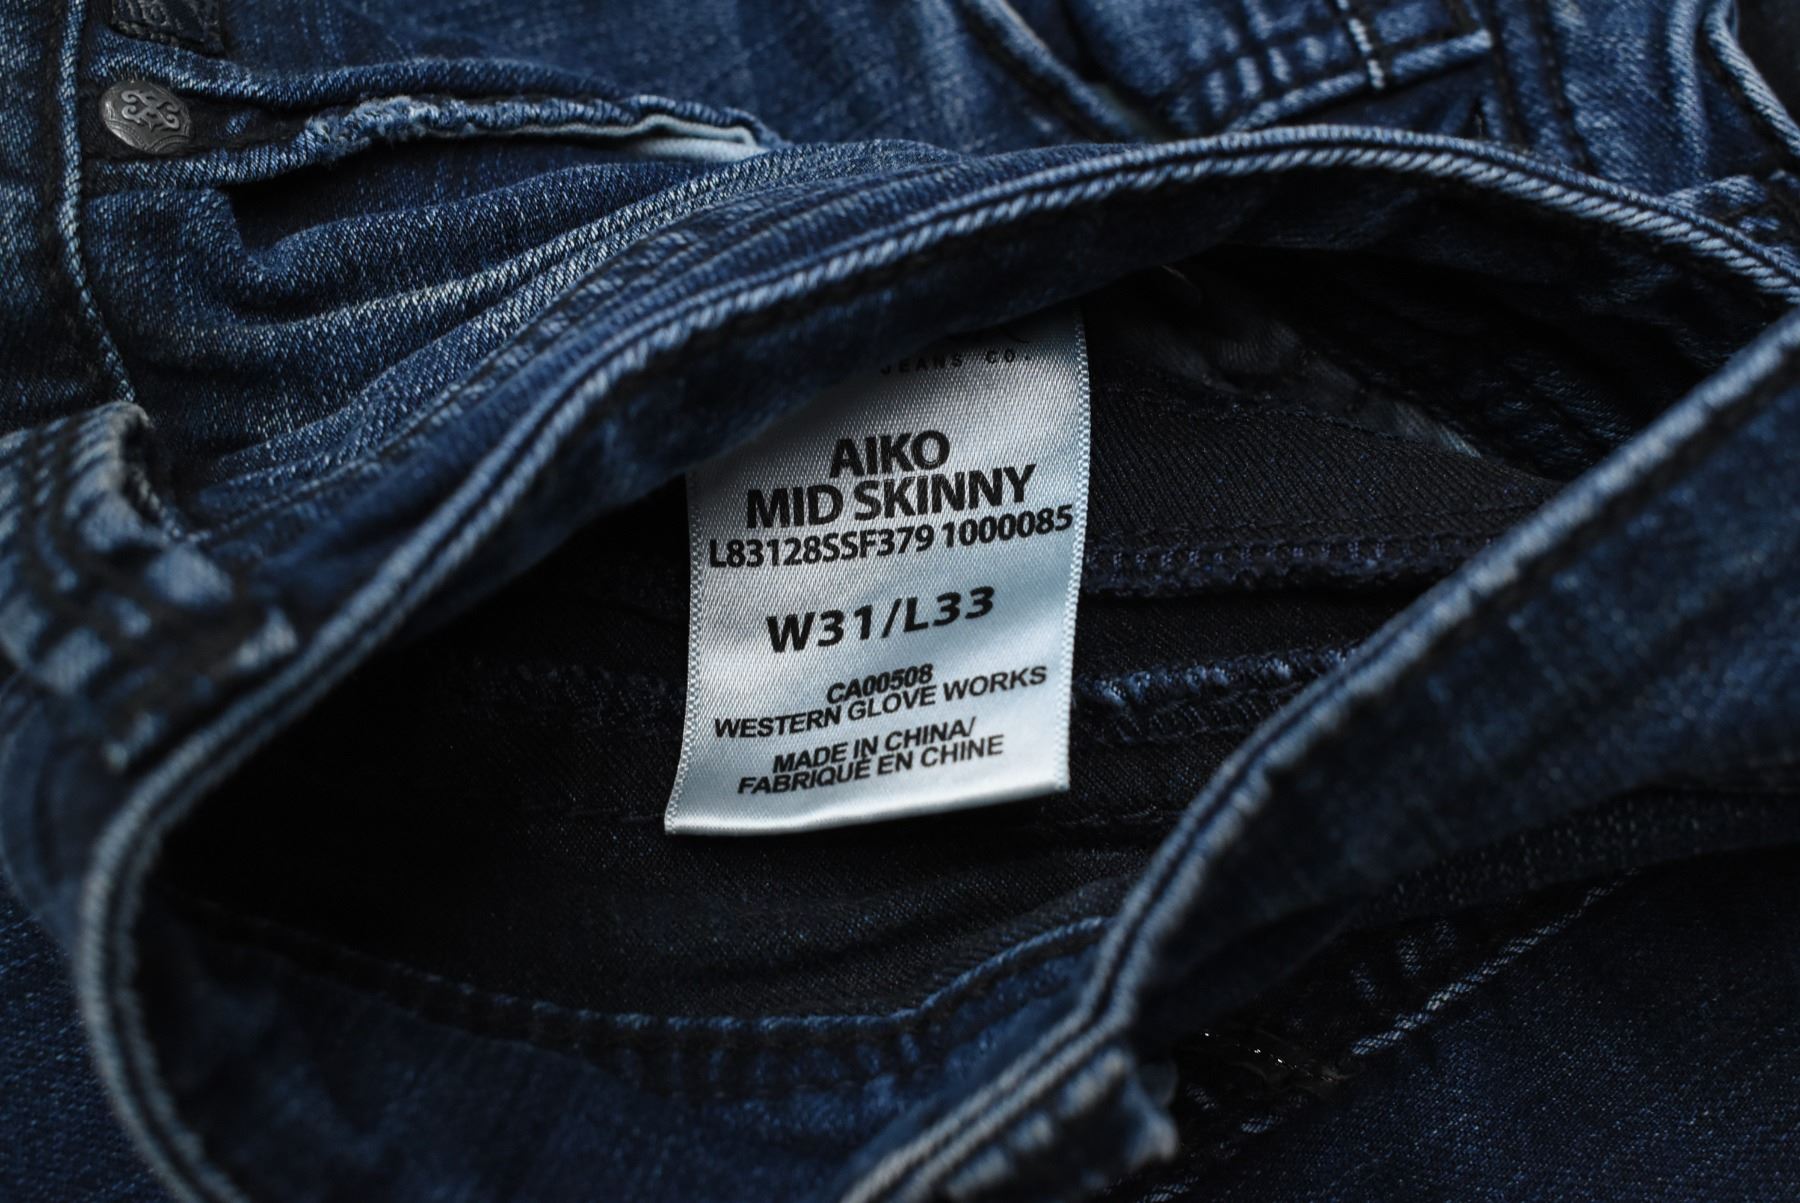 JEANS CO.
AIKO
MID SKINNY
L83128SSF379 1000085
W31/L33
CA00508
WESTERN GLOVE WORKS
MADE IN CHINA/
FABRIQUE EN CHINE